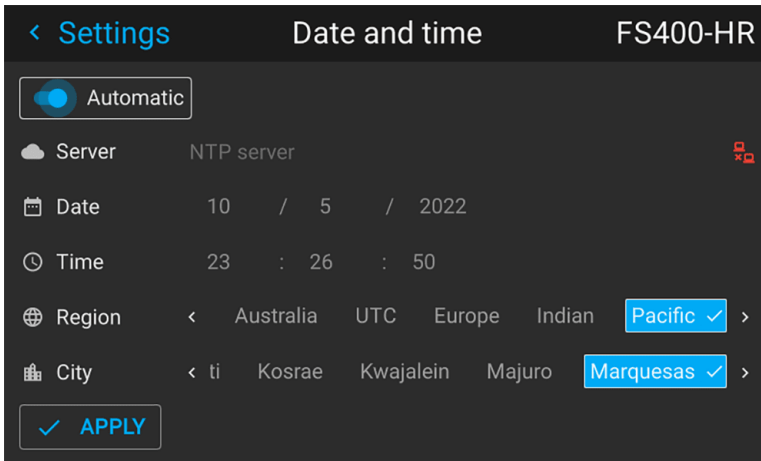 Settings Date and time FS400-HR
Automatic
Server NTP server
Date 10 / 5 / 2022
Time 23 : 26 : 50
Region Australia UTC Europe Indian Pacific
City ti Kosrae Kwajalein Majuro Marquesas
APPLY